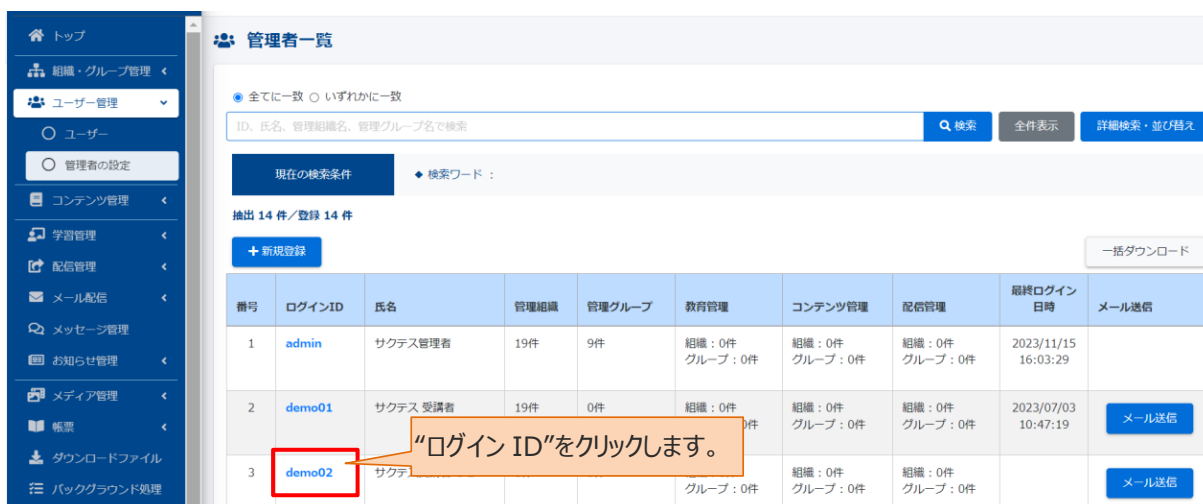 トップ
組織・グループ管理
ユーザー管理
ユーザー
管理者の設定
コンテンツ管理
学習管理
配信管理
メール配信
メッセージ管理
お知らせ管理
メディア管理
帳票
ダウンロードファイル
バックグラウンド処理
管理者一覧
全てに一致 いずれかに一致
ID、氏名、管理組織名、管理グループ名で検索 検索 全件表示 詳細検索・並び替え
現在の検索条件 ◆ 検索ワード :
抽出 14 件/登録 14 件
+新規登録 一括ダウンロード
番号 ログインID 氏名 管理組織 管理グループ 教育管理 コンテンツ管理 配信管理 最終ログイン日時 メール送信
1 admin サクテス管理者 19件 9件 組織:0件 組織:0件 組織:0件 2023/11/15
グループ:0件 グループ:0件 グループ:0件 16:03:29
2 demo01 サクテス 受講者 19件 0件 組織:0件 組織:0件 組織:0件 2023/07/03
グループ:0件 グループ:0件 10:47:19 メール送信
“ログイン ID”をクリックします。
3 demo02 サクテ 組織:0件 組織:0件
グループ:0件 グループ:0件 グループ:0件 メール送信